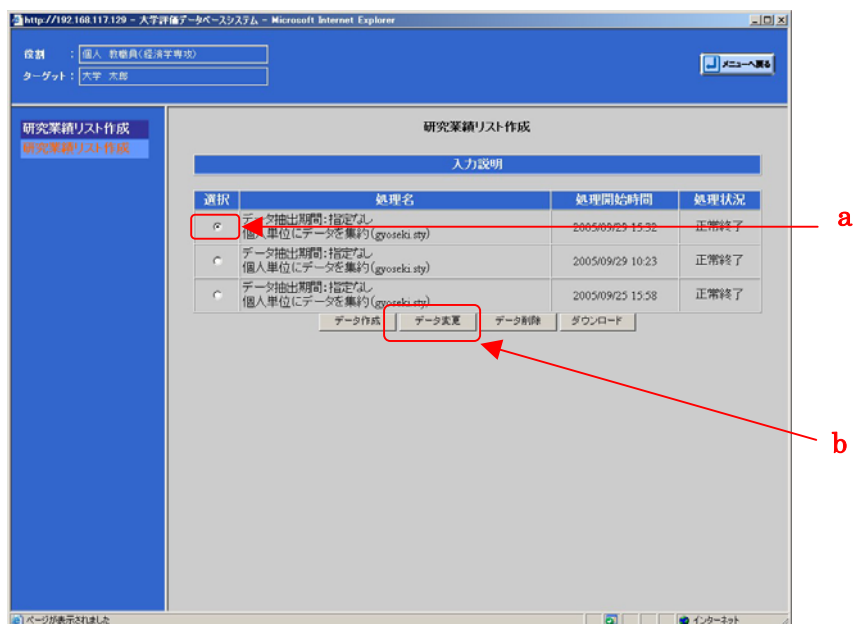 http://192.168.117.129 - 大学評価データベースシステム - Microsoft Internet Explorer
役割 : 個人 教職員(経済学専攻)
ターゲット : 大学 太郎
メニューへ戻る
研究業績リスト作成
研究業績リスト作成
研究業績リスト作成
入力説明
選択 処理名 処理開始時間 処理状況
データ抽出期間:指定なし
個人単位にデータを集約(gyoseki.sty) 2005/09/29 15:32 正常終了
データ抽出期間:指定なし
個人単位にデータを集約(gyoseki.sty) 2005/09/29 10:23 正常終了
データ抽出期間:指定なし
個人単位にデータを集約(gyoseki.sty) 2005/09/25 15:58 正常終了
データ作成 データ変更 データ削除 ダウンロード
a
b
ページが表示されました インターネット